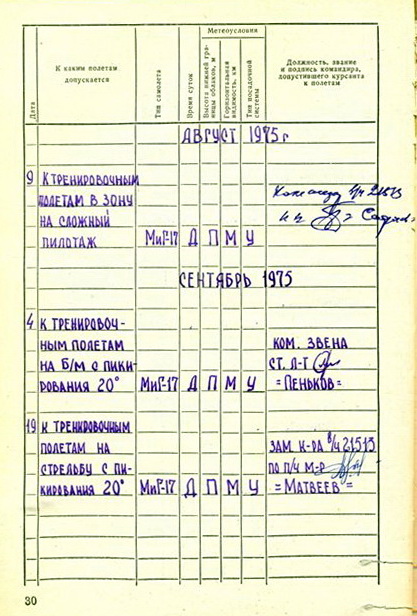 Дата
К каким полетам допускается
Тип самолета
Время суток
Метеоусловия
Высота нижней границы облаков, м
Горизонтальная видимость, км
Тип посадочной системы
Должность, звание и подпись командира, допустившего курсанта к полетам
АВГУСТ 1975 г
9 К ТРЕНИРОВОЧНЫМ
ПОЛЕТАМ В ЗОНУ
НА СЛОЖНЫЙ
ПИЛОТАЖ МиГ-17 Д П М У
в/ч 21513
СЕНТЯБРЬ 1975
4 К ТРЕНИРОВОЧ-
НЫМ ПОЛЕТАМ
НА Б/М С ПИКИ-
РОВАНИЯ 20° МиГ-17 Д П М У
КОМ. ЗВЕНА
СТ. Л-Т
=ПЕНЬКОВ=
19 К ТРЕНИРОВОЧНЫМ
ПОЛЕТАМ НА
СТРЕЛЬБУ С ПИ-
КИРОВАНИЯ 20° МиГ-17 Д П М У
ЗАМ. К-РА в/ч 21513
ПО П/Ч М-Р
=МАТВЕЕВ=
30